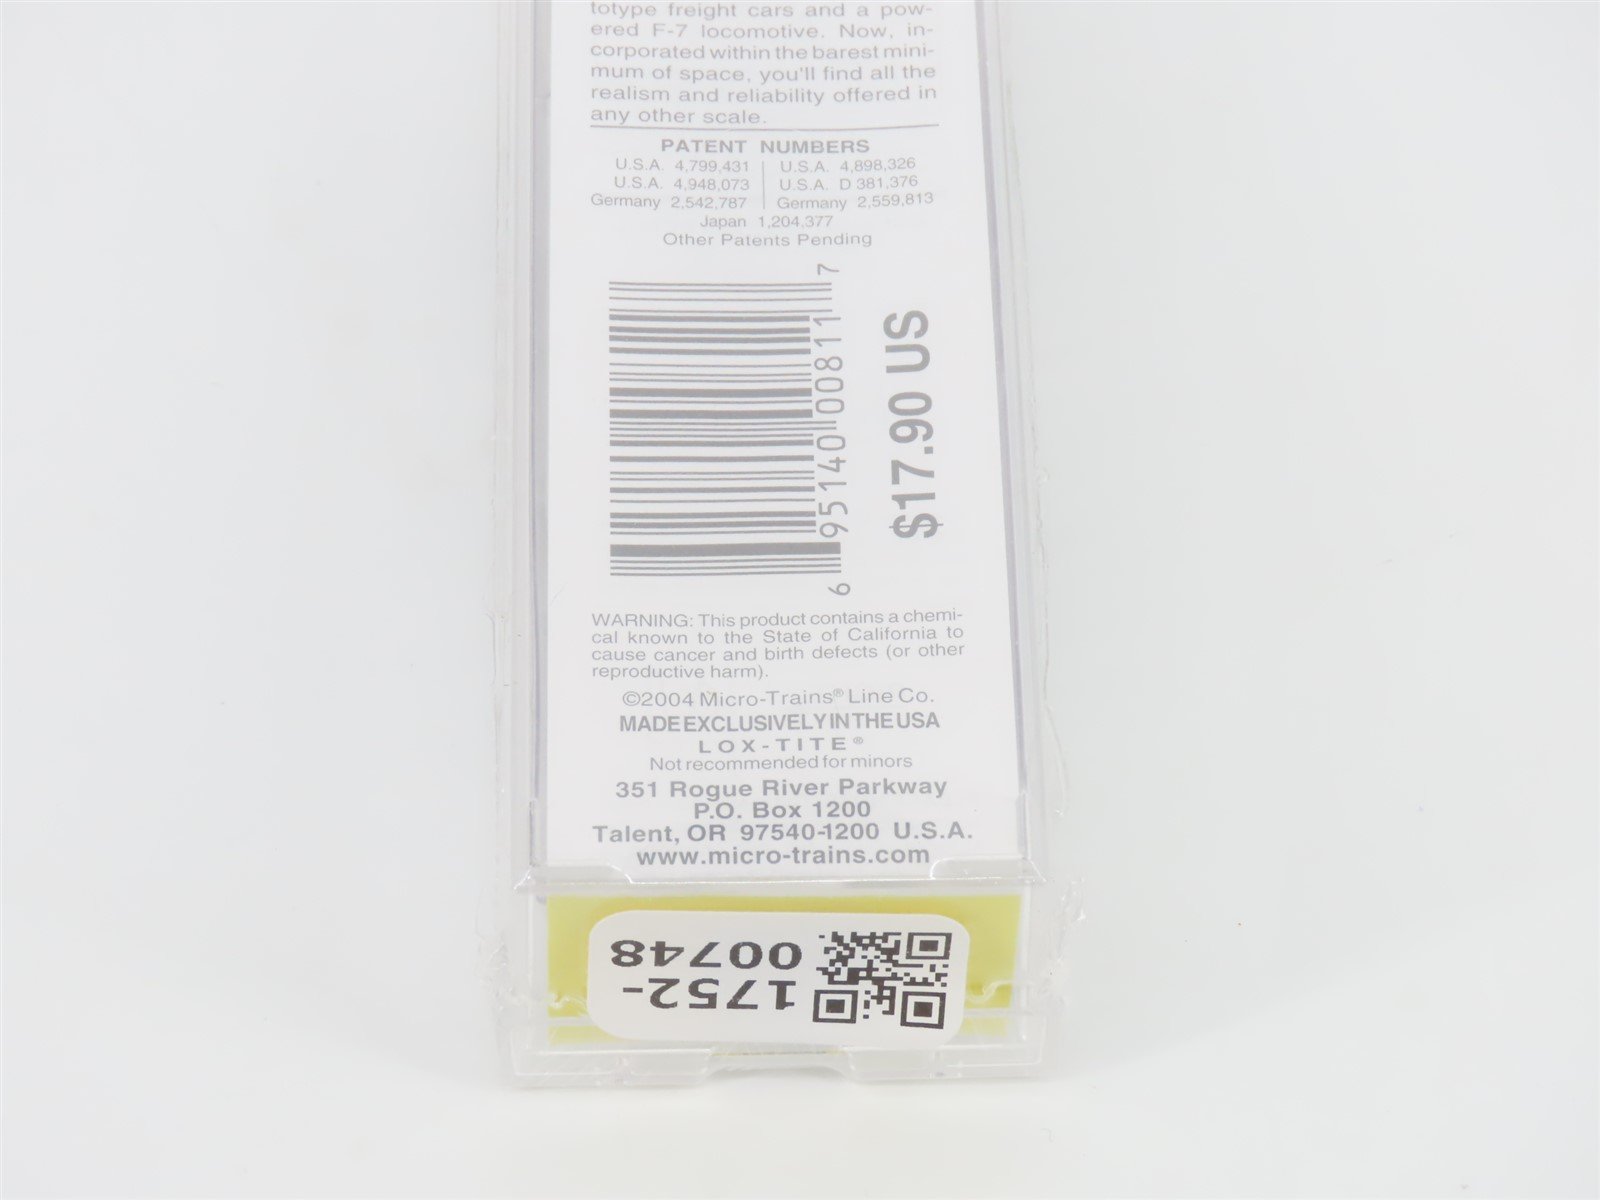 totype freight cars and a pow-
ered F-7 locomotive. Now, in-
corporated within the barest mini-
mum of space, you'll find all the
realism and reliability offered in
any other scale.
PATENT NUMBERS
U.S.A. 4,799,431 | U.S.A. 4,898,326
U.S.A. 4,948,073 | U.S.A. D 381,376
Germany 2,542,787 | Germany 2,559,813
Japan 1,204,377
Other Patents Pending
6 95140 00811 7
$17.90 US
WARNING: This product contains a chemi-
cal known to the State of California to
cause cancer and birth defects (or other
reproductive harm).
©2004 Micro-Trains® Line Co.
MADE EXCLUSIVELY IN THE USA
LOX-TITE®
Not recommended for minors
351 Rogue River Parkway
P.O. Box 1200
Talent, OR 97540-1200 U.S.A.
www.micro-trains.com
1752-
00748